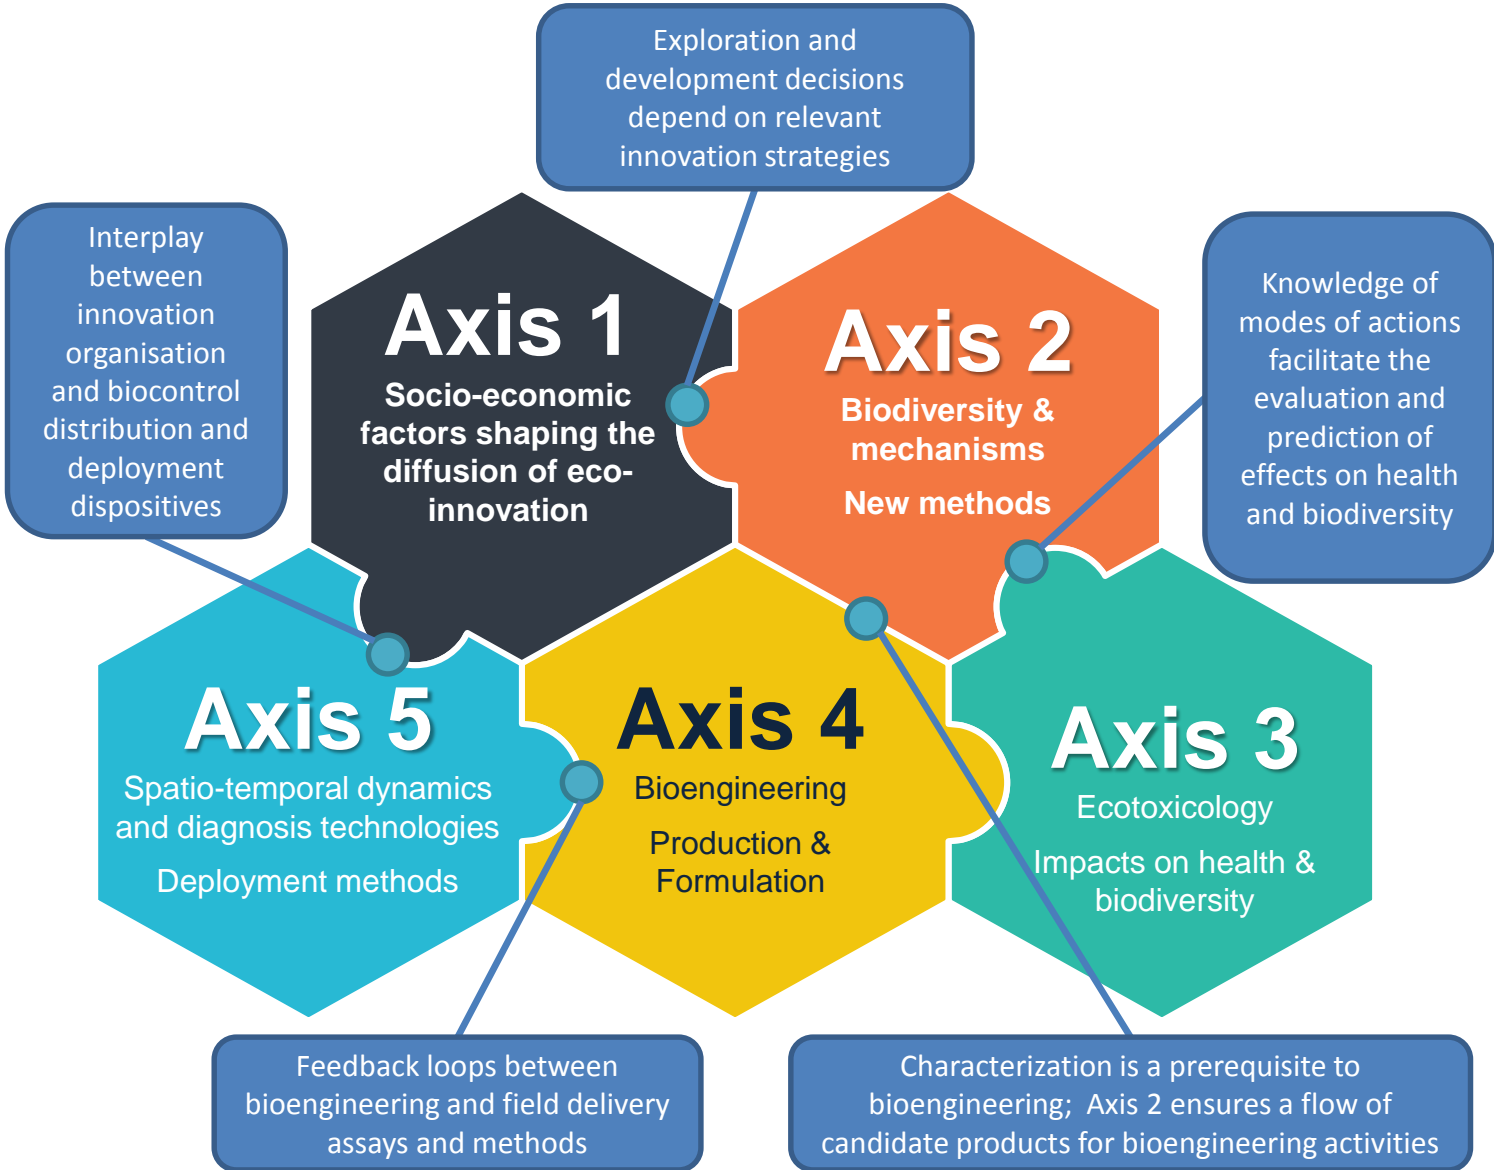 Exploration and
development decisions
depend on relevant
innovation strategies
Interplay
between
innovation
organisation
and biocontrol
distribution and
deployment
dispositives
Axis 1
Socio-economic
factors shaping the
diffusion of eco-
innovation
Axis 2
Biodiversity &
mechanisms
New methods
Knowledge of
modes of actions
facilitate the
evaluation and
prediction of
effects on health
and biodiversity
Axis 5
Spatio-temporal dynamics
and diagnosis technologies
Deployment methods
Axis 4
Bioengineering
Production &
Formulation
Axis 3
Ecotoxicology
Impacts on health &
biodiversity
Feedback loops between
bioengineering and field delivery
assays and methods
Characterization is a prerequisite to
bioengineering;  Axis 2 ensures a flow of
candidate products for bioengineering activities